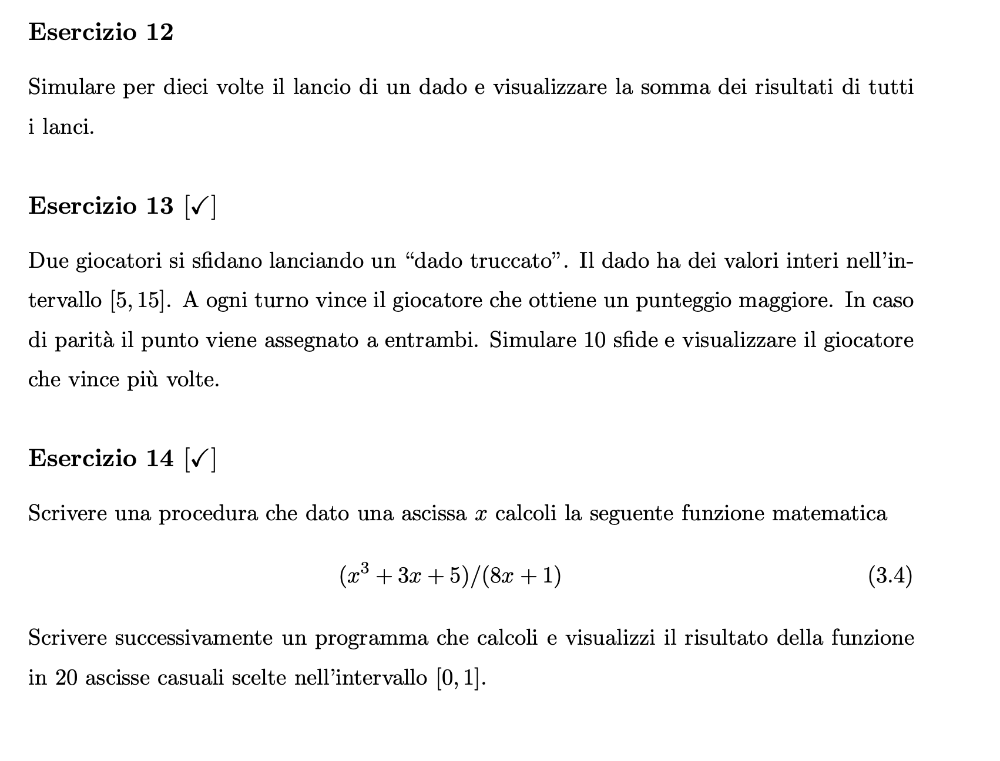 Esercizio 12
Simulare per dieci volte il lancio di un dado e visualizzare la somma dei risultati di tutti
i lanci.
Esercizio 13 [✓]
Due giocatori si sfidano lanciando un “dado truccato”. Il dado ha dei valori interi nell’in-
tervallo [5, 15]. A ogni turno vince il giocatore che ottiene un punteggio maggiore. In caso
di parità il punto viene assegnato a entrambi. Simulare 10 sfide e visualizzare il giocatore
che vince più volte.
Esercizio 14 [✓]
Scrivere una procedura che dato una ascissa x calcoli la seguente funzione matematica
(x³ + 3x + 5)/(8x + 1) (3.4)
Scrivere successivamente un programma che calcoli e visualizzi il risultato della funzione
in 20 ascisse casuali scelte nell’intervallo [0, 1].